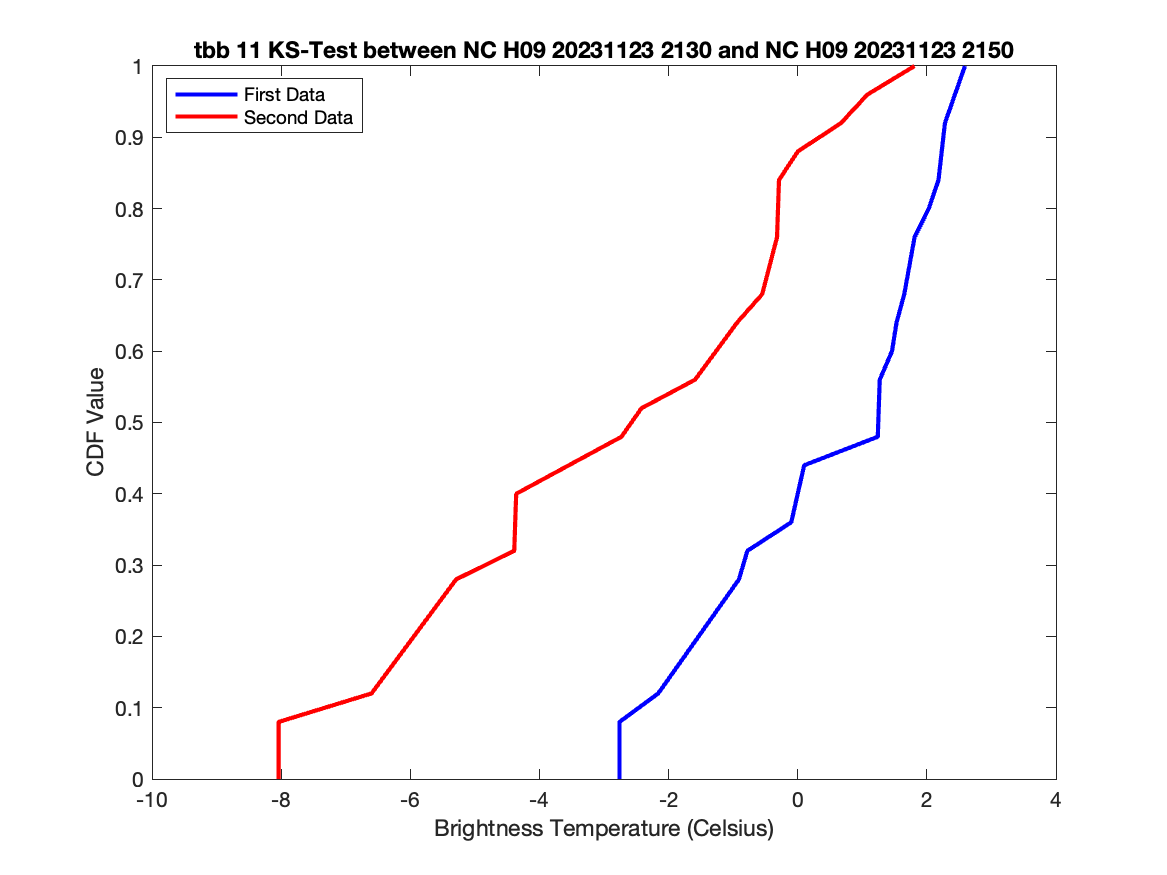 tbb 11 KS-Test between NC H09 20231123 2130 and NC H09 20231123 2150
First Data
Second Data
1
0.9
0.8
0.7
0.6
0.5
0.4
0.3
0.2
0.1
0
CDF Value
-10 -8 -6 -4 -2 0 2 4
Brightness Temperature (Celsius)